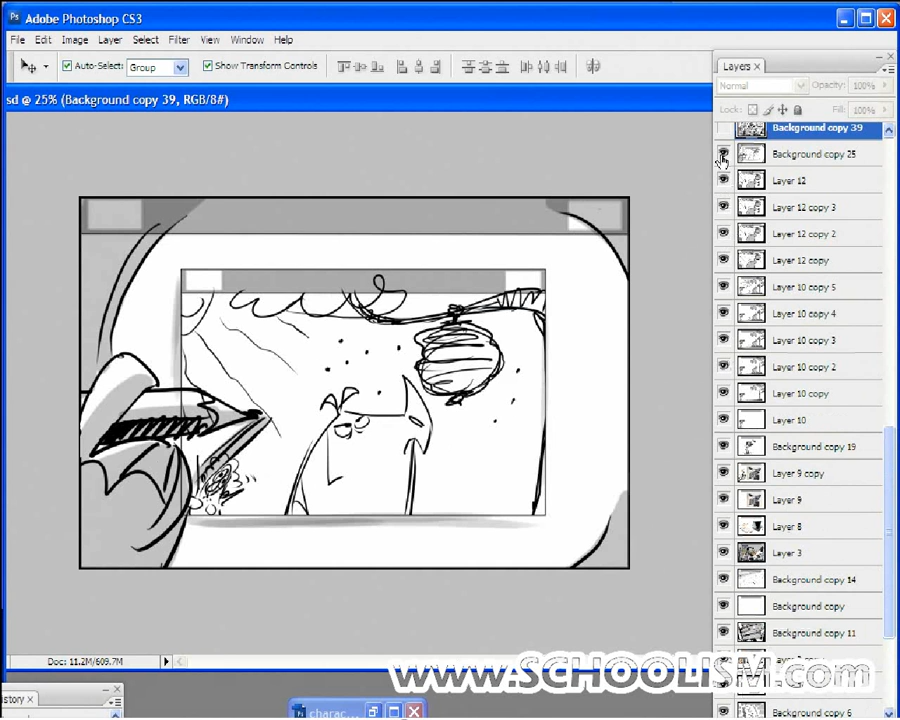 Adobe Photoshop CS3
File Edit Image Layer Select Filter View Window Help
Auto-Select: Group Show Transform Controls
sd @ 25% (Background copy 39, RGB/8#)
Layers
Normal Opacity: 100%
Lock: Fill: 100%
Background copy 39
Background copy 25
Layer 12
Layer 12 copy 3
Layer 12 copy 2
Layer 12 copy
Layer 10 copy 5
Layer 10 copy 4
Layer 10 copy 3
Layer 10 copy 2
Layer 10 copy
Layer 10
Background copy 19
Layer 9 copy
Layer 9
Layer 8
Layer 3
Background copy 14
Background copy
Background copy 11
Background copy 6
Doc: 11.2M/609.7M
www.SCHOOLISM.com
istory
charac...